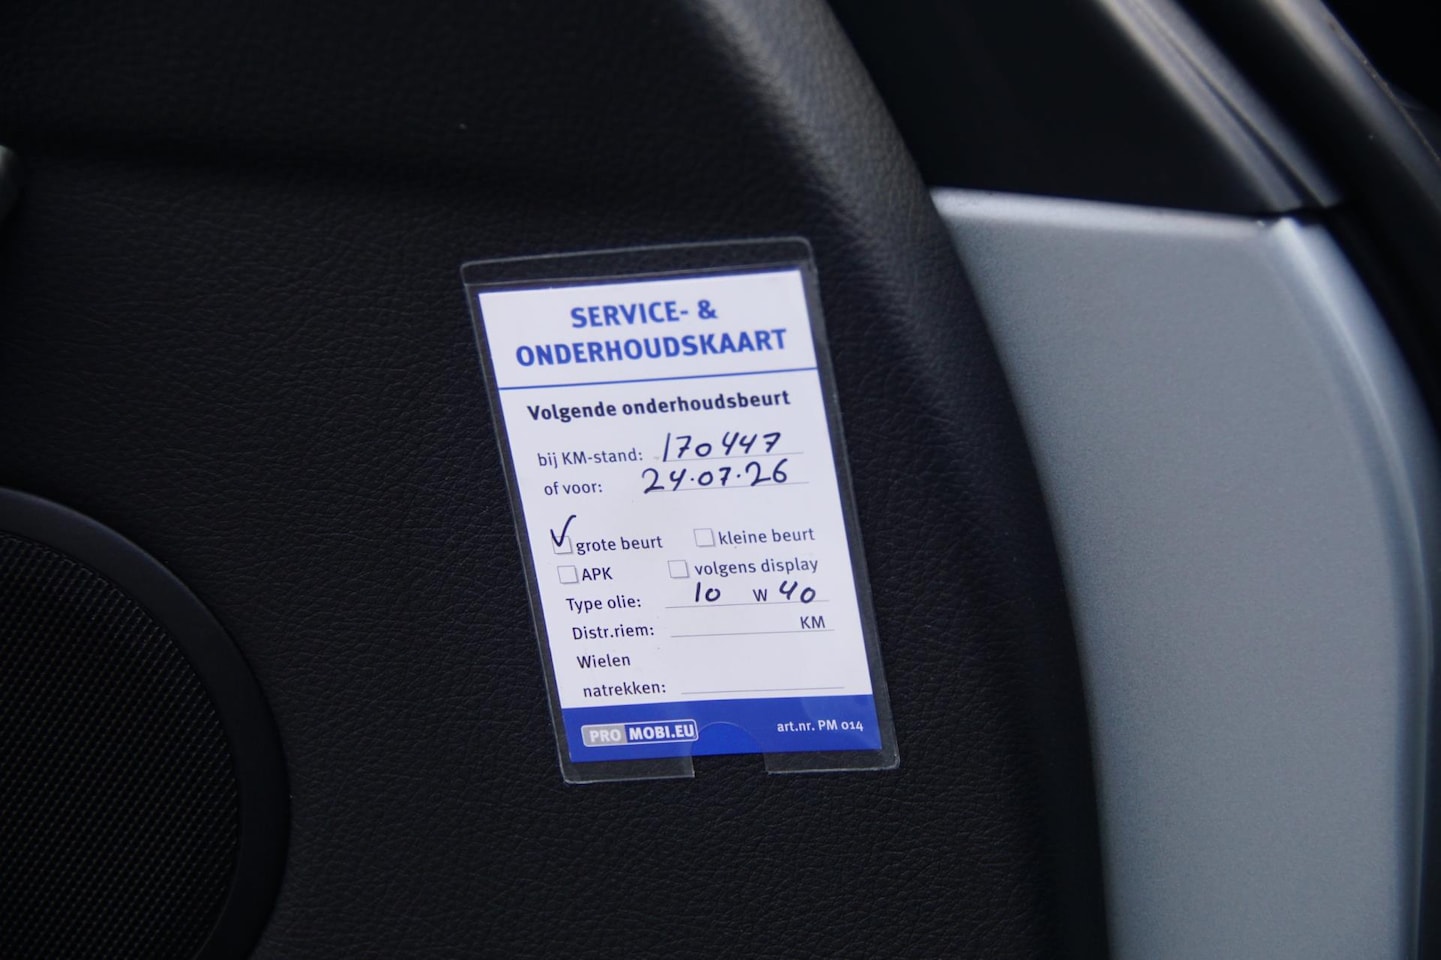 SERVICE- &
ONDERHOUDSKAART
Volgende onderhoudsbeurt
bij KM-stand: 170447
of voor: 24.07.26
grote beurt kleine beurt
APK volgens display
Type olie: 10 W 40
Distr.riem: KM
Wielen
natrekken:
PRO MOBI.EU art.nr. PM 014